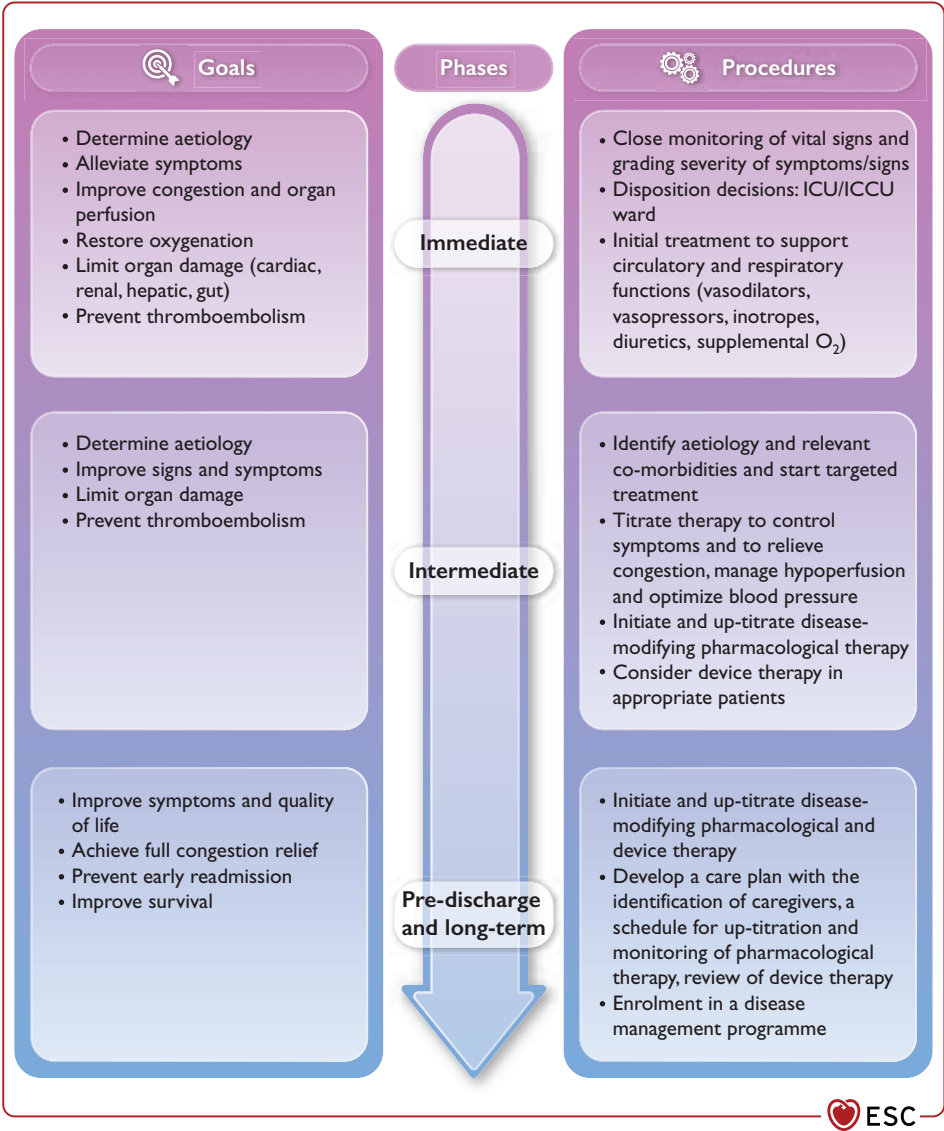 Goals
Phases
Procedures
• Determine aetiology
• Alleviate symptoms
• Improve congestion and organ
perfusion
• Restore oxygenation
• Limit organ damage (cardiac,
renal, hepatic, gut)
• Prevent thromboembolism
Immediate
• Close monitoring of vital signs and
grading severity of symptoms/signs
• Disposition decisions: ICU/ICCU
ward
• Initial treatment to support
circulatory and respiratory
functions (vasodilators,
vasopressors, inotropes,
diuretics, supplemental O₂)
• Determine aetiology
• Improve signs and symptoms
• Limit organ damage
• Prevent thromboembolism
Intermediate
• Identify aetiology and relevant
co-morbidities and start targeted
treatment
• Titrate therapy to control
symptoms and to relieve
congestion, manage hypoperfusion
and optimize blood pressure
• Initiate and up-titrate disease-
modifying pharmacological therapy
• Consider device therapy in
appropriate patients
• Improve symptoms and quality
of life
• Achieve full congestion relief
• Prevent early readmission
• Improve survival
Pre-discharge
and long-term
• Initiate and up-titrate disease-
modifying pharmacological and
device therapy
• Develop a care plan with the
identification of caregivers, a
schedule for up-titration and
monitoring of pharmacological
therapy, review of device therapy
• Enrolment in a disease
management programme
ESC